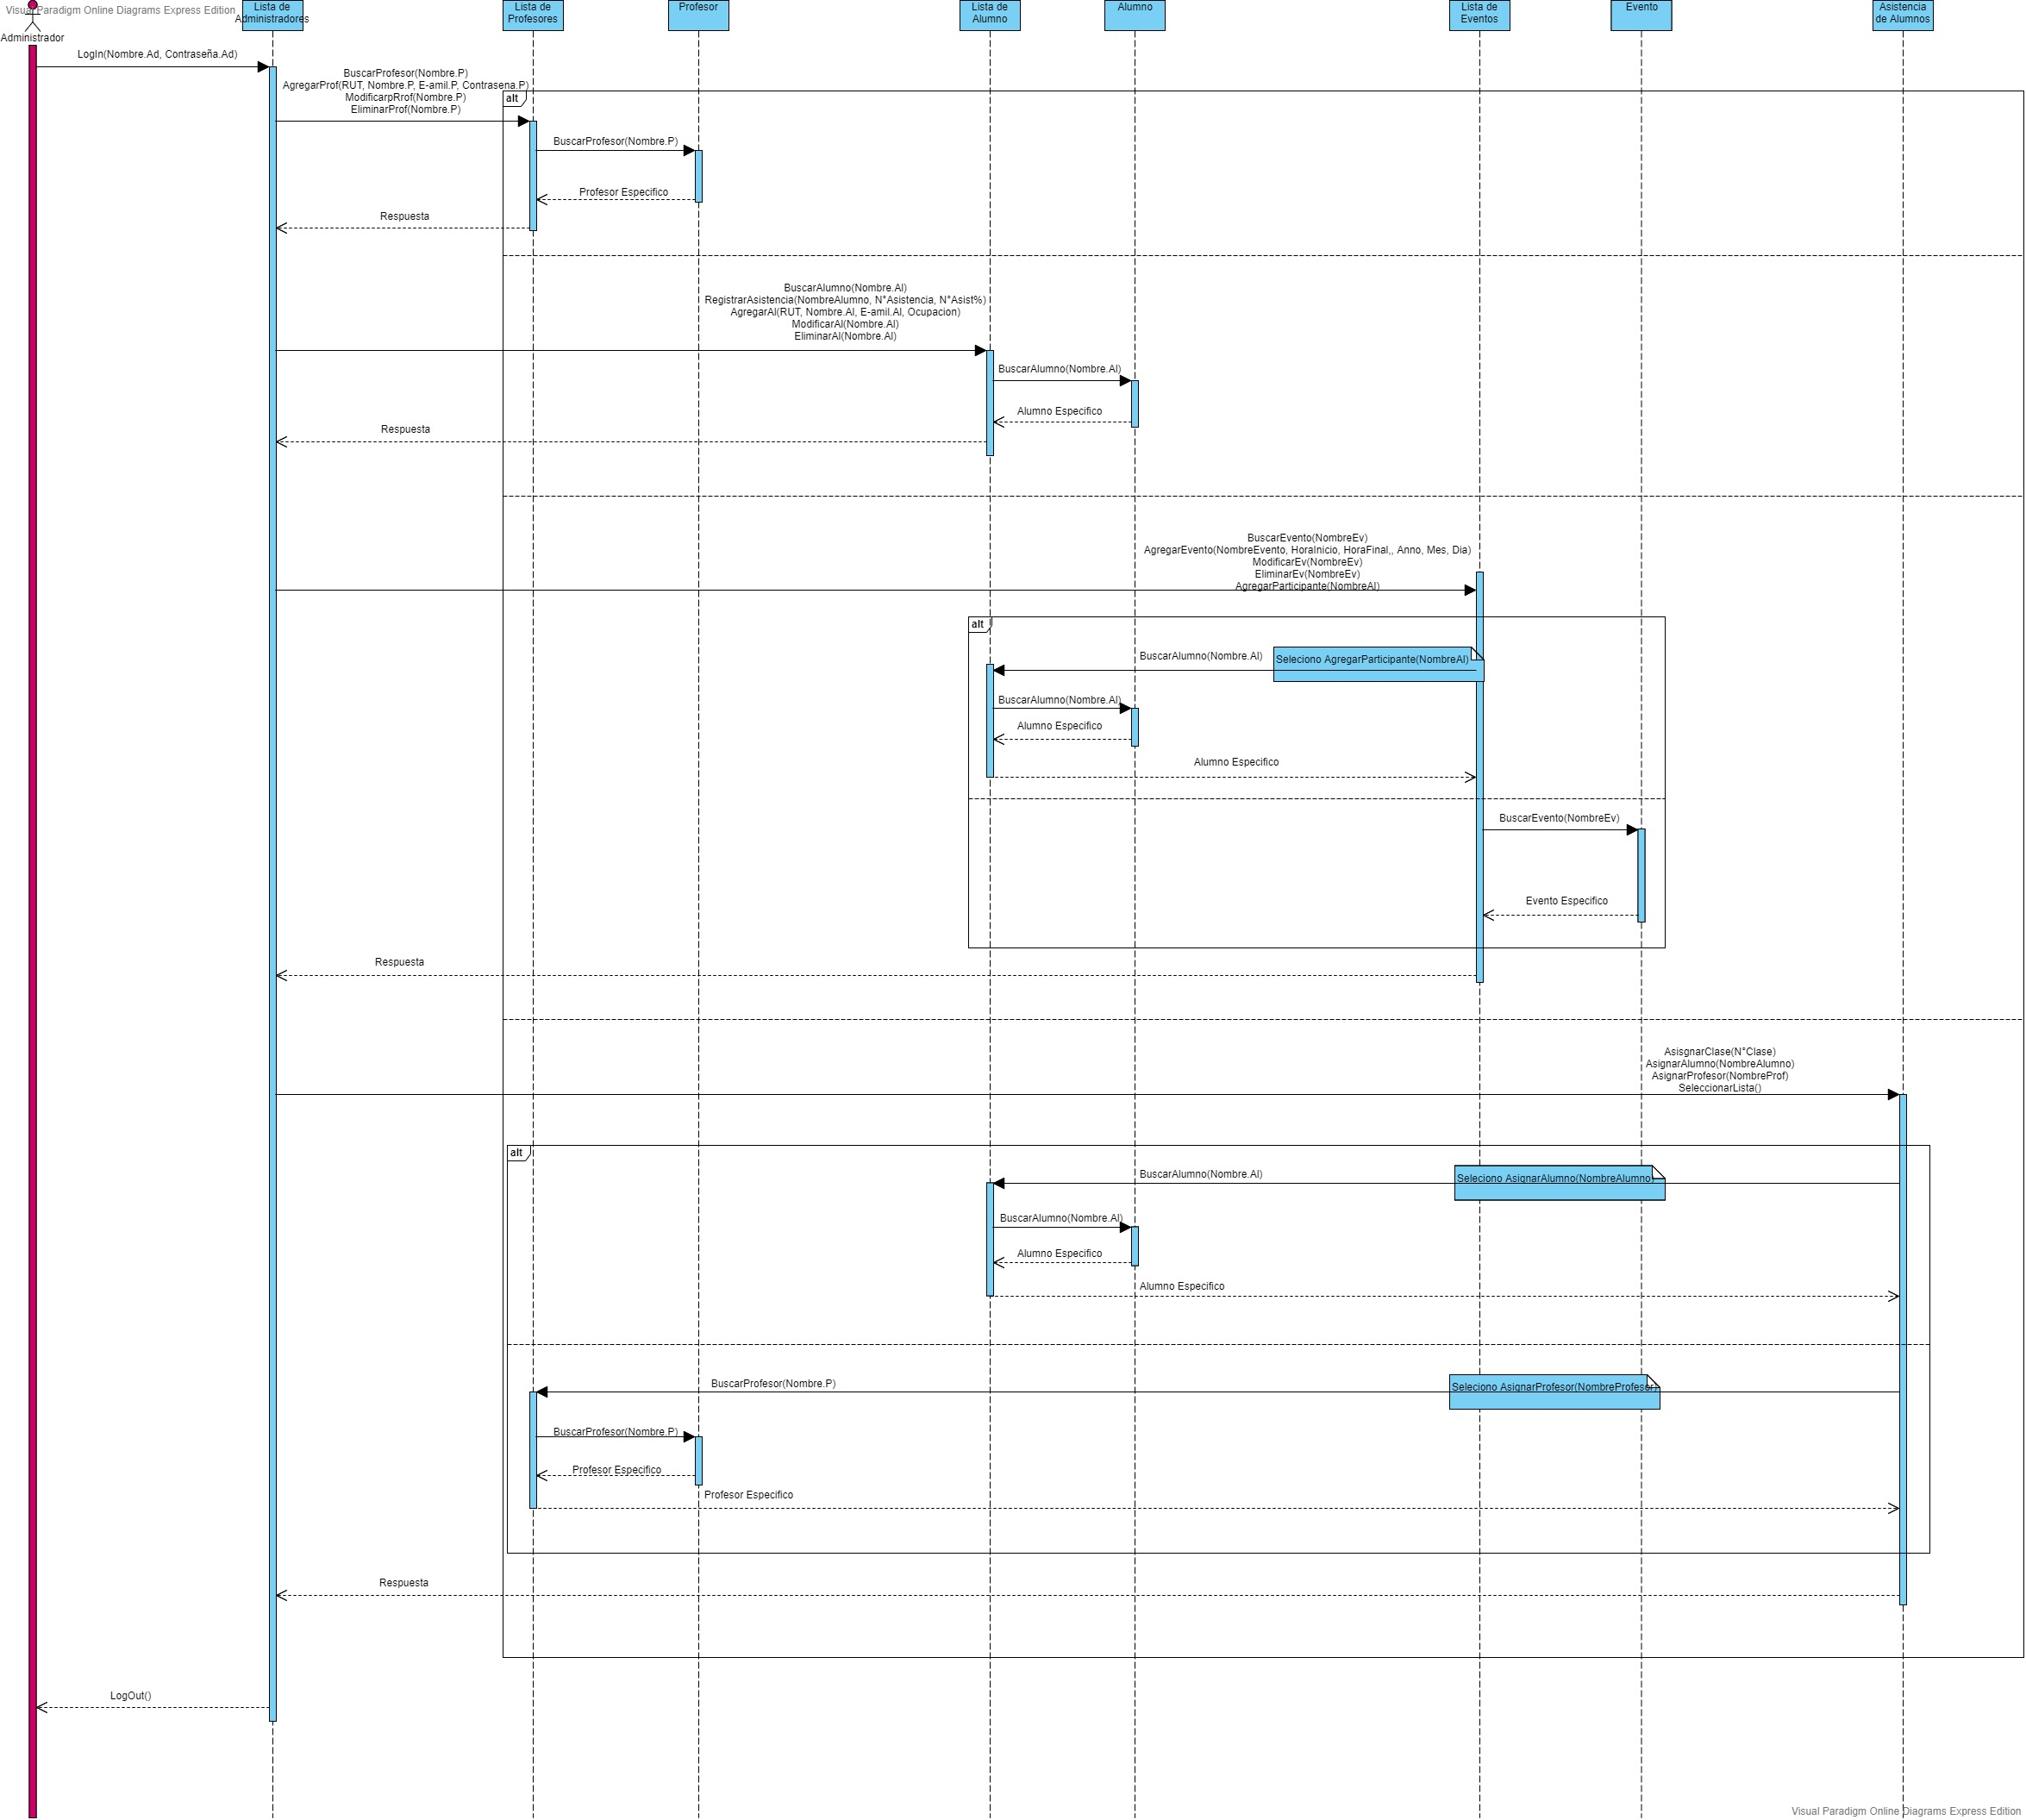 Visual Paradigm Online Diagrams Express Edition
Administrador
Lista de
Administradores
Lista de
Profesores
Profesor
Lista de
Alumno
Alumno
Lista de
Eventos
Evento
Asistencia
de Alumnos
LogIn(Nombre.Ad, Contraseña.Ad)
BuscarProfesor(Nombre.P)
AgregarProf(RUT, Nombre.P, E-amil.P, Contrasena.P)
ModificarpRrof(Nombre.P)
EliminarProf(Nombre.P)
alt
BuscarProfesor(Nombre.P)
Profesor Especifico
Respuesta
BuscarAlumno(Nombre.Al)
RegistrarAsistencia(NombreAlumno, N°Asistencia, N°Asist%)
AgregarAl(RUT, Nombre.Al, E-amil.Al, Ocupacion)
ModificarAl(Nombre.Al)
EliminarAl(Nombre.Al)
BuscarAlumno(Nombre.Al)
Alumno Especifico
Respuesta
BuscarEvento(NombreEv)
AgregarEvento(NombreEvento, HoraInicio, HoraFinal,, Anno, Mes, Dia)
ModificarEv(NombreEv)
EliminarEv(NombreEv)
AgregarParticipante(NombreAl)
alt
BuscarAlumno(Nombre.Al)
Seleciono AgregarParticipante(NombreAl)
BuscarAlumno(Nombre.Al)
Alumno Especifico
Alumno Especifico
BuscarEvento(NombreEv)
Evento Especifico
Respuesta
AsisgnarClase(N°Clase)
AsignarAlumno(NombreAlumno)
AsignarProfesor(NombreProf)
SeleccionarLista()
alt
BuscarAlumno(Nombre.Al)
Seleciono AsignarAlumno(NombreAlumno)
BuscarAlumno(Nombre.Al)
Alumno Especifico
Alumno Especifico
BuscarProfesor(Nombre.P)
Seleciono AsignarProfesor(NombreProfesor)
BuscarProfesor(Nombre.P)
Profesor Especifico
Profesor Especifico
Respuesta
LogOut()
Visual Paradigm Online Diagrams Express Edition